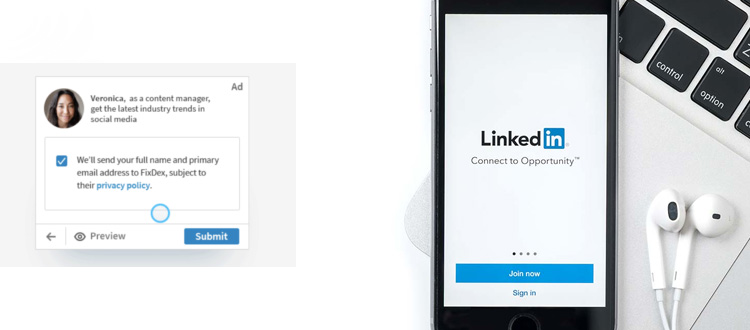 Ad
Veronica, as a content manager,
get the latest industry trends in
social media
We'll send your full name and primary
email address to FixDex, subject to
their privacy policy.
Preview
Submit
Linked in
Connect to Opportunity™
Join now
Sign in
control
alt
option